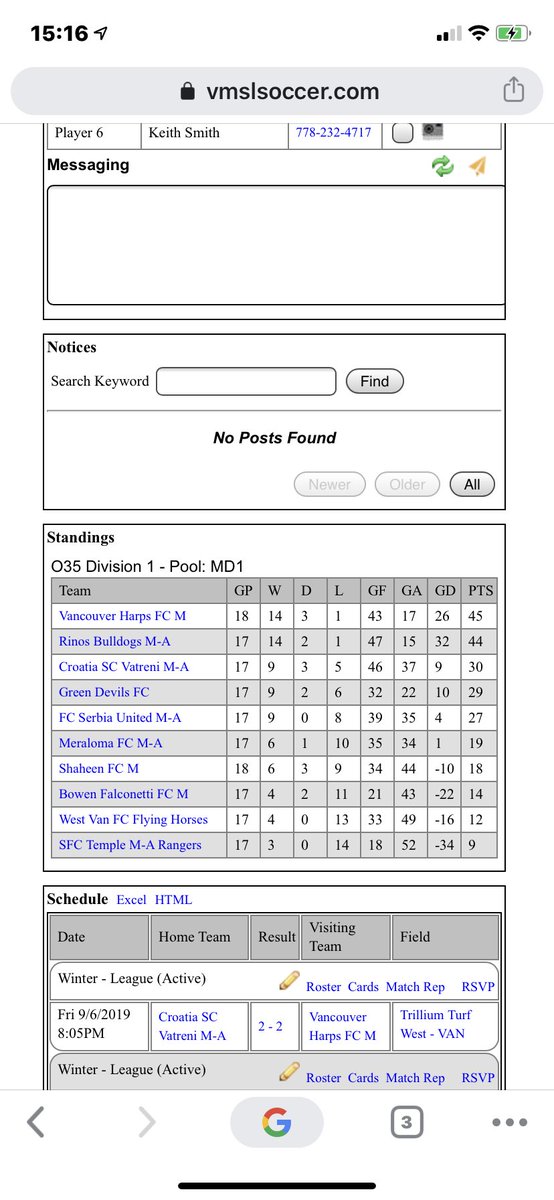 15:16
vmslsoccer.com
Player 6 Keith Smith 778-232-4717
Messaging
Notices
Search Keyword Find
No Posts Found
Newer Older All
Standings
O35 Division 1 - Pool: MD1
Team GP W D L GF GA GD PTS
Vancouver Harps FC M 18 14 3 1 43 17 26 45
Rinos Bulldogs M-A 17 14 2 1 47 15 32 44
Croatia SC Vatreni M-A 17 9 3 5 46 37 9 30
Green Devils FC 17 9 2 6 32 22 10 29
FC Serbia United M-A 17 9 0 8 39 35 4 27
Meraloma FC M-A 17 6 1 10 35 34 1 19
Shaheen FC M 18 6 3 9 34 44 -10 18
Bowen Falconetti FC M 17 4 2 11 21 43 -22 14
West Van FC Flying Horses 17 4 0 13 33 49 -16 12
SFC Temple M-A Rangers 17 3 0 14 18 52 -34 9
Schedule Excel HTML
Date Home Team Result Visiting Team Field
Winter - League (Active) Roster Cards Match Rep RSVP
Fri 9/6/2019 Croatia SC 2 - 2 Vancouver Trillium Turf
8:05PM Vatreni M-A Harps FC M West - VAN
Winter - League (Active) Roster Cards Match Rep RSVP
G 3